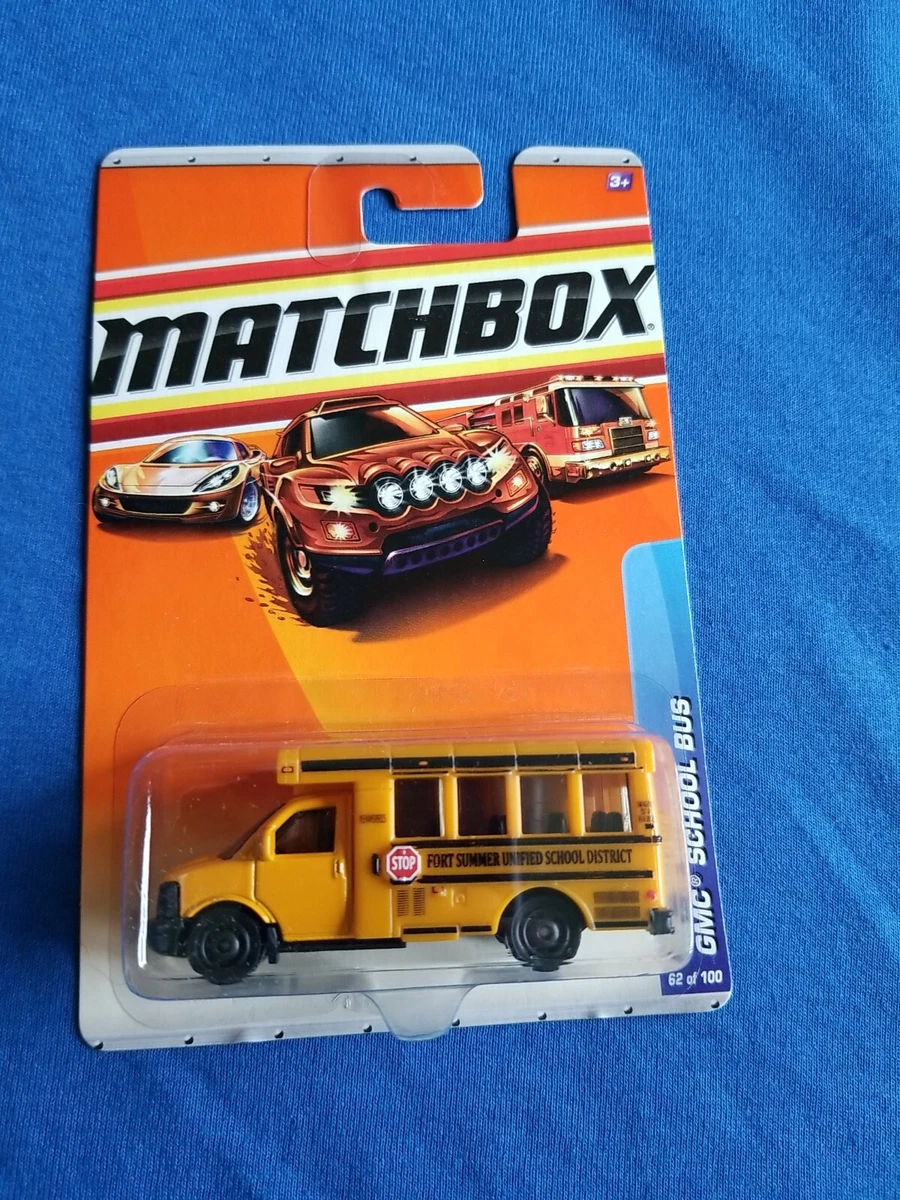 3+
MATCHBOX®
STOP
FORT SUMMER UNIFIED SCHOOL DISTRICT
GMC® SCHOOL BUS
62 of 100